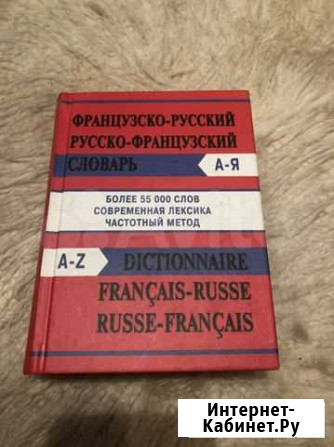 ФРАНЦУЗСКО-РУССКИЙ
РУССКО-ФРАНЦУЗСКИЙ
СЛОВАРЬ
А-Я
БОЛЕЕ 55 000 СЛОВ
СОВРЕМЕННАЯ ЛЕКСИКА
ЧАСТОТНЫЙ МЕТОД
A-Z
DICTIONNAIRE
FRANÇAIS-RUSSE
RUSSE-FRANÇAIS
Интернет-
Кабинет.Ру